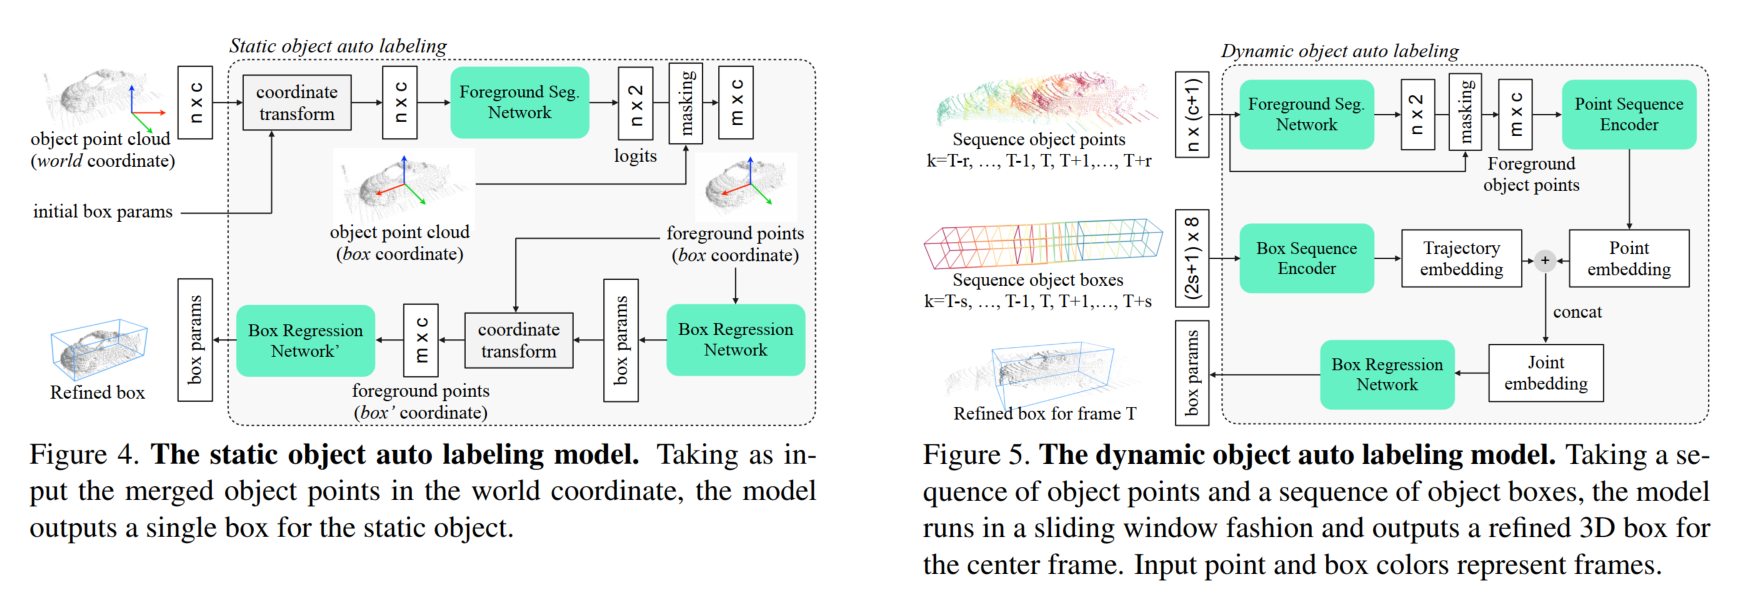 Static object auto labeling
n x c
coordinate
transform
n x c
Foreground Seg.
Network
n x 2
masking
m x c
object point cloud
(world coordinate)
logits
initial box params
object point cloud
(box coordinate)
foreground points
(box coordinate)
box params
Box Regression
Network’
m x c
coordinate
transform
box params
Box Regression
Network
Refined box
foreground points
(box’ coordinate)
Figure 4. The static object auto labeling model. Taking as in-
put the merged object points in the world coordinate, the model
outputs a single box for the static object.
Dynamic object auto labeling
n x (c+1)
Foreground Seg.
Network
n x 2
masking
m x c
Point Sequence
Encoder
Sequence object points
k=T-r, …, T-1, T, T+1,…, T+r
Foreground
object points
(2s+1) x 8
Box Sequence
Encoder
Trajectory
embedding
+
Point
embedding
Sequence object boxes
k=T-s, …, T-1, T, T+1,…, T+s
concat
box params
Box Regression
Network
Joint
embedding
Refined box for frame T
Figure 5. The dynamic object auto labeling model. Taking a se-
quence of object points and a sequence of object boxes, the model
runs in a sliding window fashion and outputs a refined 3D box for
the center frame. Input point and box colors represent frames.